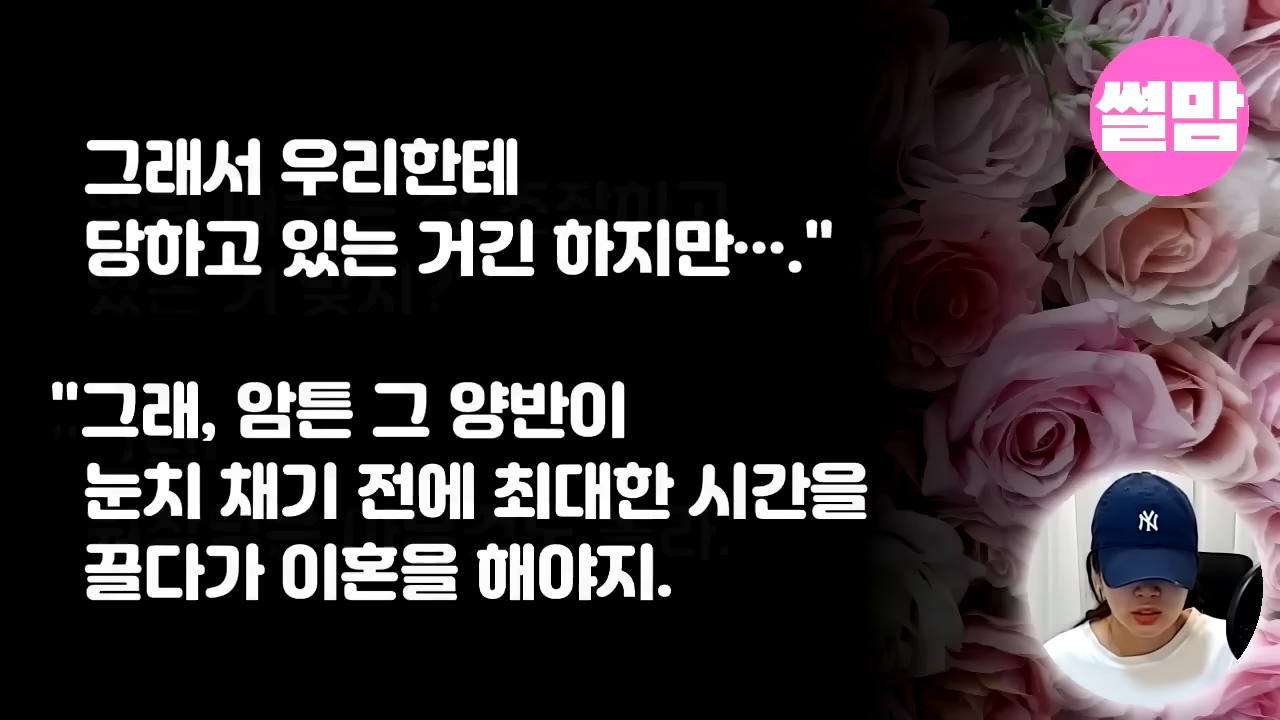 썰맘
그래서 우리한테
당하고 있는 거긴 하지만⋯."
"그래, 암튼 그 양반이
눈치 채기 전에 최대한 시간을
끌다가 이혼을 해야지.
NY